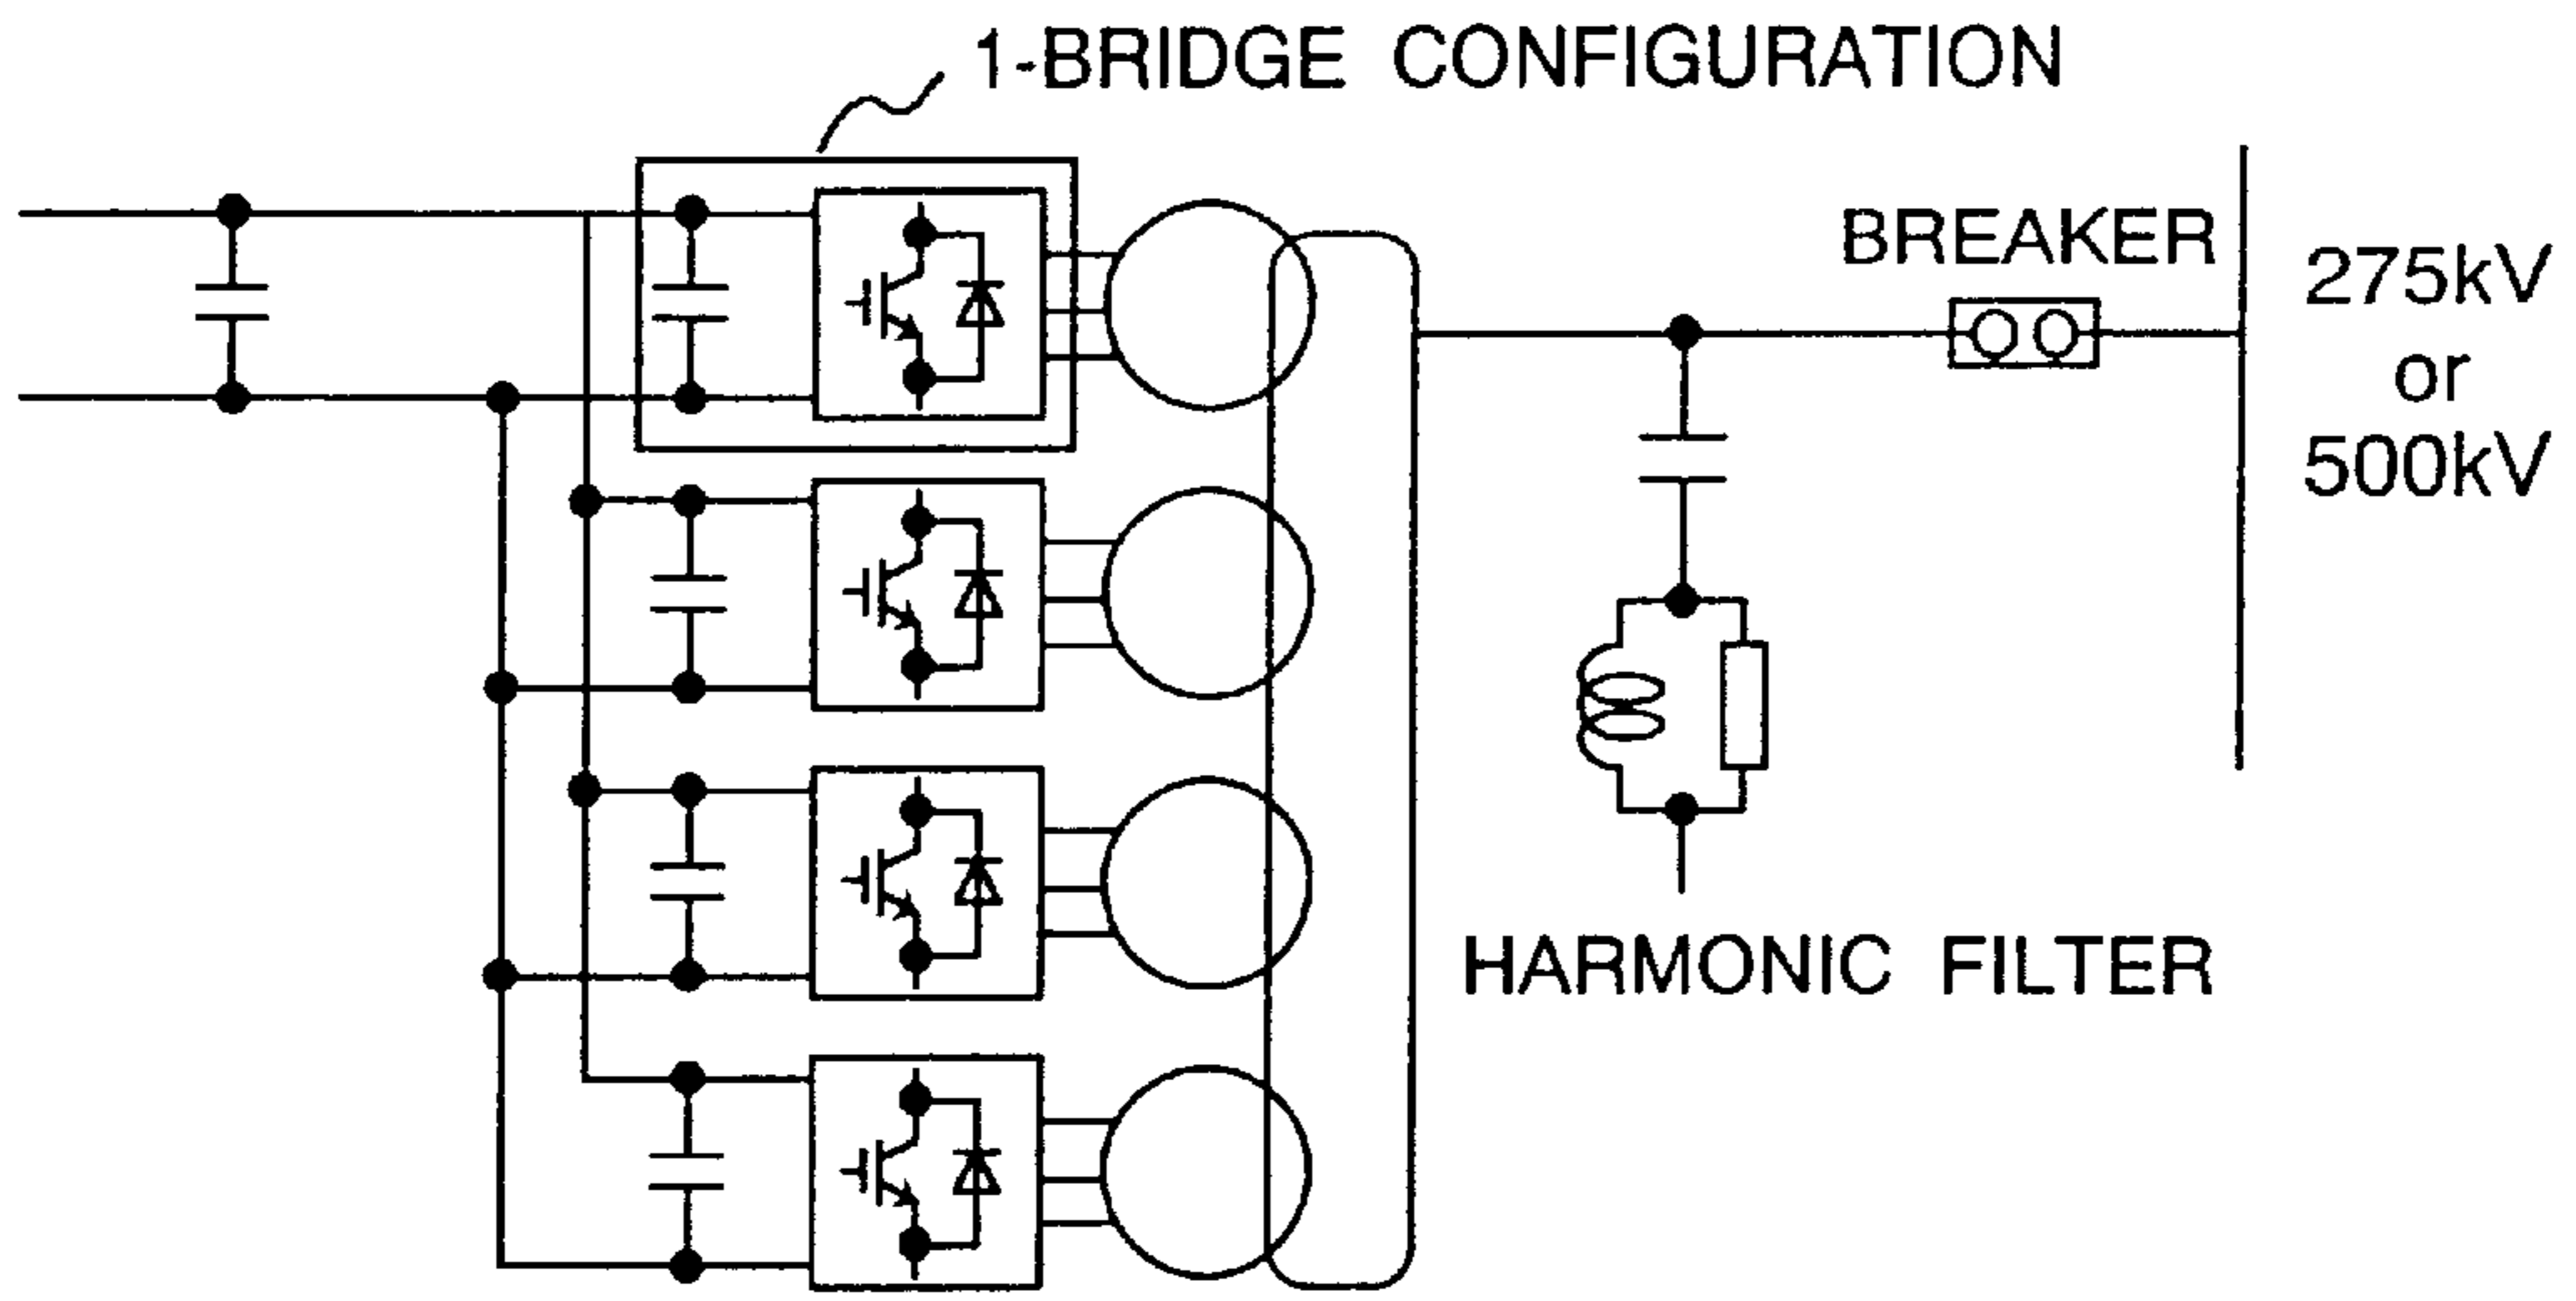 1-BRIDGE CONFIGURATION
BREAKER
275kV
or
500kV
HARMONIC FILTER